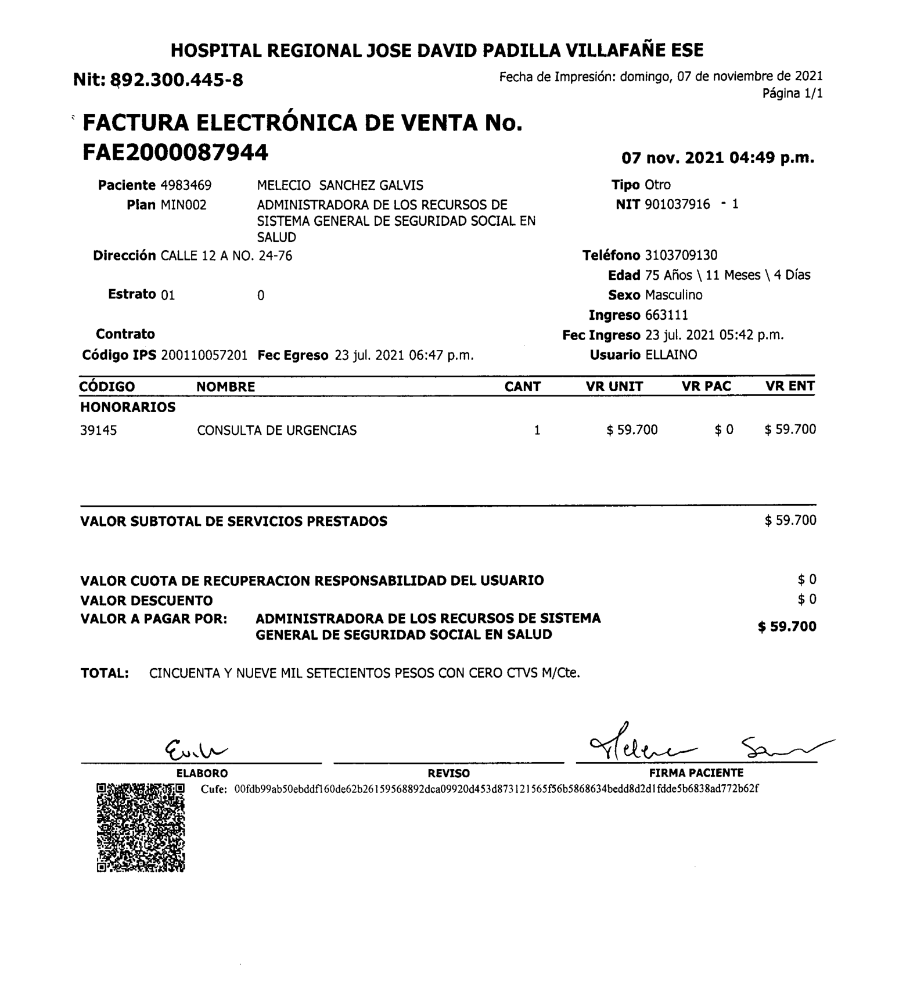 HOSPITAL REGIONAL JOSE DAVID PADILLA VILLAFAÑE ESE
Nit: 892.300.445-8
Fecha de Impresión: domingo, 07 de noviembre de 2021
Página 1/1
FACTURA ELECTRÓNICA DE VENTA No.
FAE2000087944
07 nov. 2021 04:49 p.m.
Paciente 4983469 MELECIO SANCHEZ GALVIS Tipo Otro
Plan MIN002 ADMINISTRADORA DE LOS RECURSOS DE NIT 901037916 - 1
SISTEMA GENERAL DE SEGURIDAD SOCIAL EN
SALUD
Dirección CALLE 12 A NO. 24-76 Teléfono 3103709130
Edad 75 Años \ 11 Meses \ 4 Días
Estrato 01 0 Sexo Masculino
Ingreso 663111
Contrato Fec Ingreso 23 jul. 2021 05:42 p.m.
Código IPS 200110057201 Fec Egreso 23 jul. 2021 06:47 p.m. Usuario ELLAINO
CÓDIGO NOMBRE CANT VR UNIT VR PAC VR ENT
HONORARIOS
39145 CONSULTA DE URGENCIAS 1 $ 59.700 $ 0 $ 59.700
VALOR SUBTOTAL DE SERVICIOS PRESTADOS $ 59.700
VALOR CUOTA DE RECUPERACION RESPONSABILIDAD DEL USUARIO $ 0
VALOR DESCUENTO $ 0
VALOR A PAGAR POR: ADMINISTRADORA DE LOS RECURSOS DE SISTEMA $ 59.700
GENERAL DE SEGURIDAD SOCIAL EN SALUD
TOTAL: CINCUENTA Y NUEVE MIL SETECIENTOS PESOS CON CERO CTVS M/Cte.
ELABORO REVISO FIRMA PACIENTE
Cufe: 00fdb99ab50ebddf160de62b26159568892dca09920d453d873121565f56b5868634bedd8d2d1fdde5b6838ad772b62f